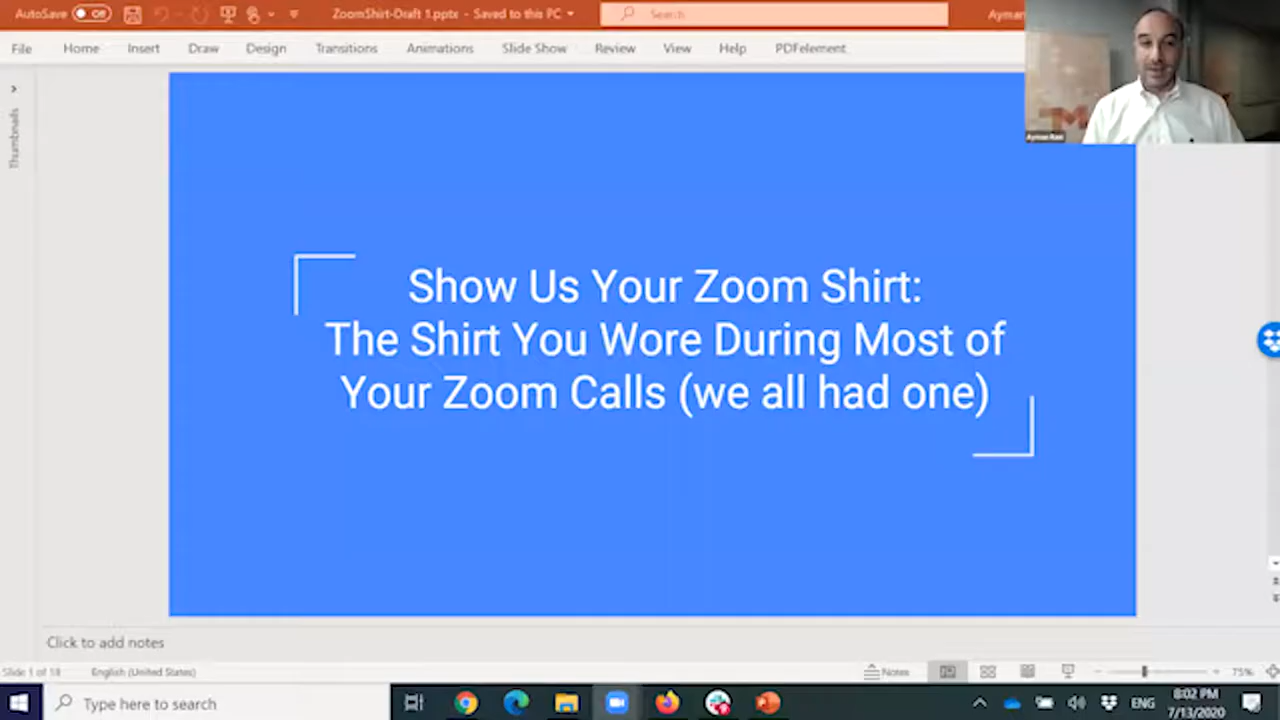 AutoSave Off ZoomShirt-Draft 1.pptx - Saved to this PC Search Ayman
File Home Insert Draw Design Transitions Animations Slide Show Review View Help PDFelement
Thumbnails
Show Us Your Zoom Shirt:
The Shirt You Wore During Most of
Your Zoom Calls (we all had one)
Click to add notes
English (United States) Notes 75%
Type here to search
ENG
8:02 PM
7/13/2020